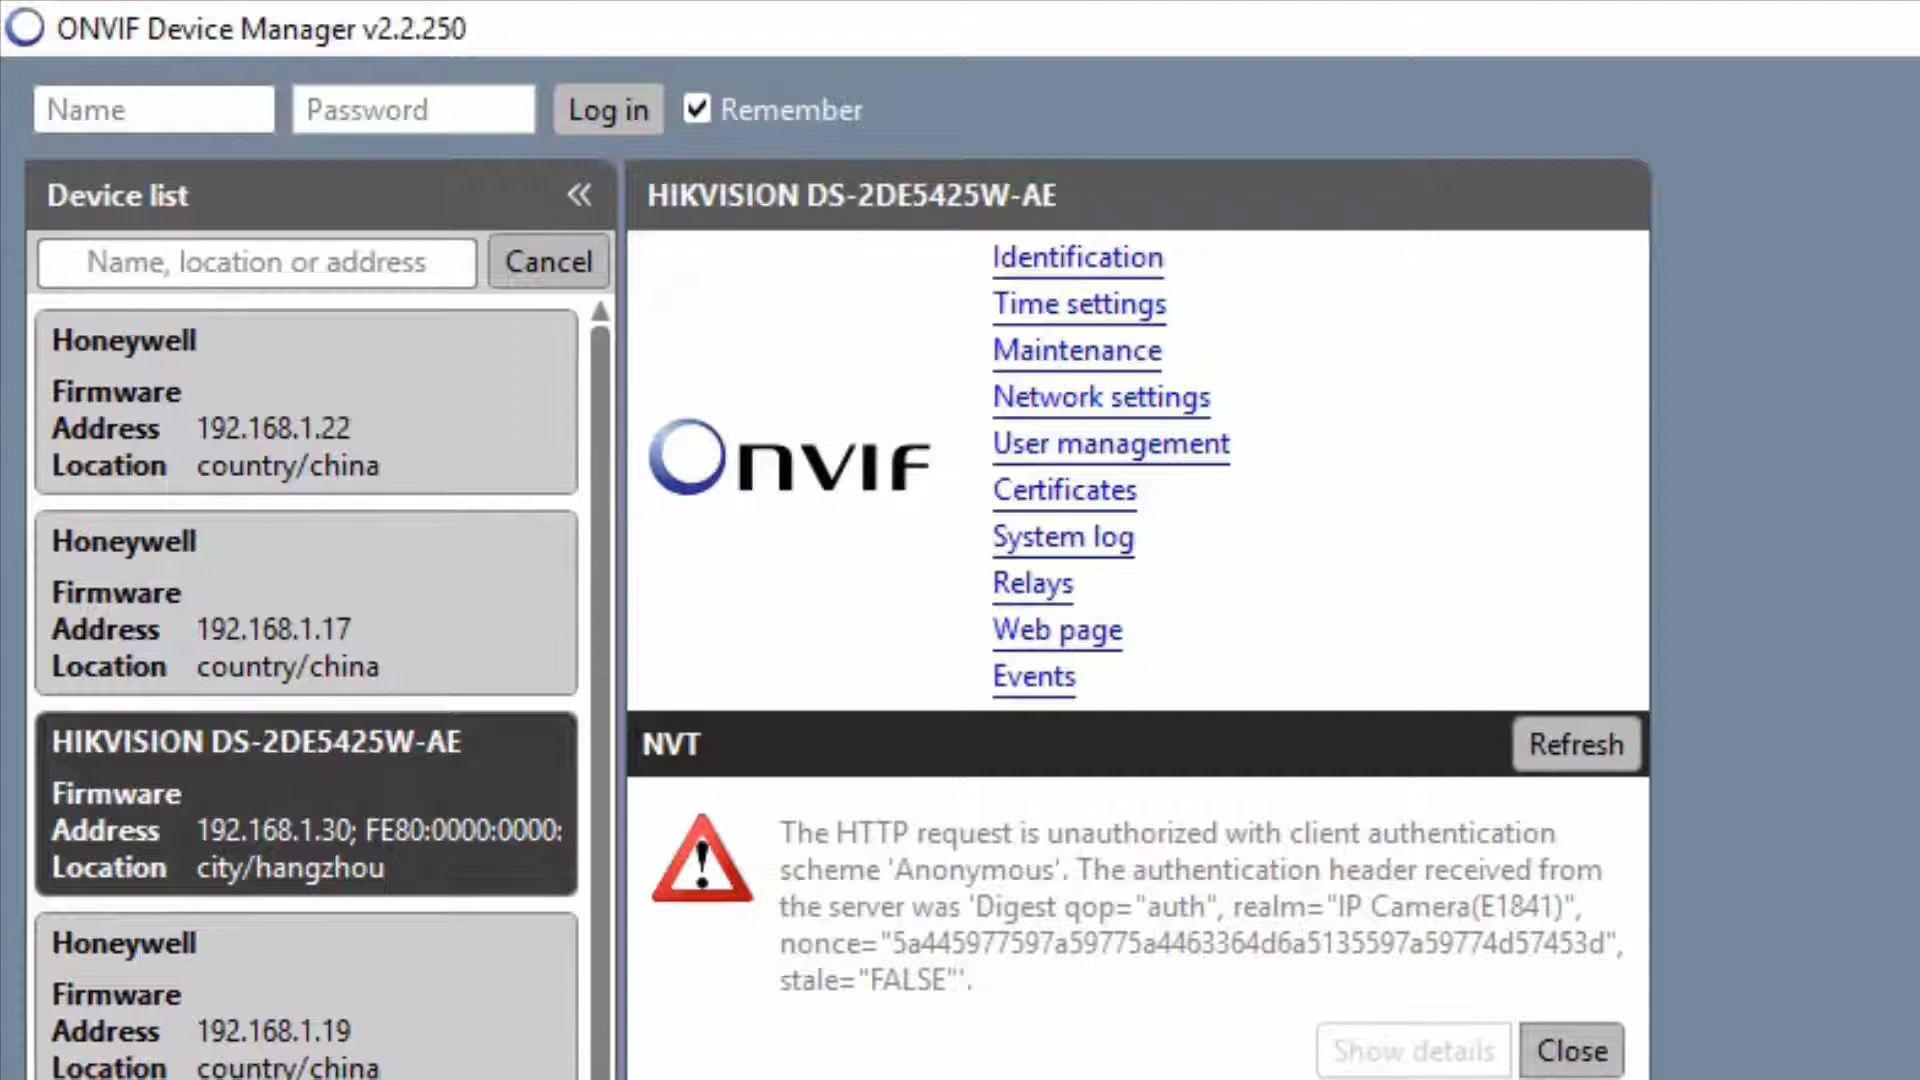 ONVIF Device Manager v2.2.250
Name
Password
Log in
Remember
Device list
Name, location or address
Cancel
Honeywell
Firmware
Address 192.168.1.22
Location country/china
Honeywell
Firmware
Address 192.168.1.17
Location country/china
HIKVISION DS-2DE5425W-AE
Firmware
Address 192.168.1.30; FE80:0000:0000:
Location city/hangzhou
Honeywell
Firmware
Address 192.168.1.19
Location country/china
HIKVISION DS-2DE5425W-AE
ONVIF
Identification
Time settings
Maintenance
Network settings
User management
Certificates
System log
Relays
Web page
Events
NVT
Refresh
The HTTP request is unauthorized with client authentication
scheme 'Anonymous'. The authentication header received from
the server was 'Digest qop="auth", realm="IP Camera(E1841)",
nonce="5a445977597a59775a4463364d6a5135597a59774d57453d",
stale="FALSE"'.
Show details
Close